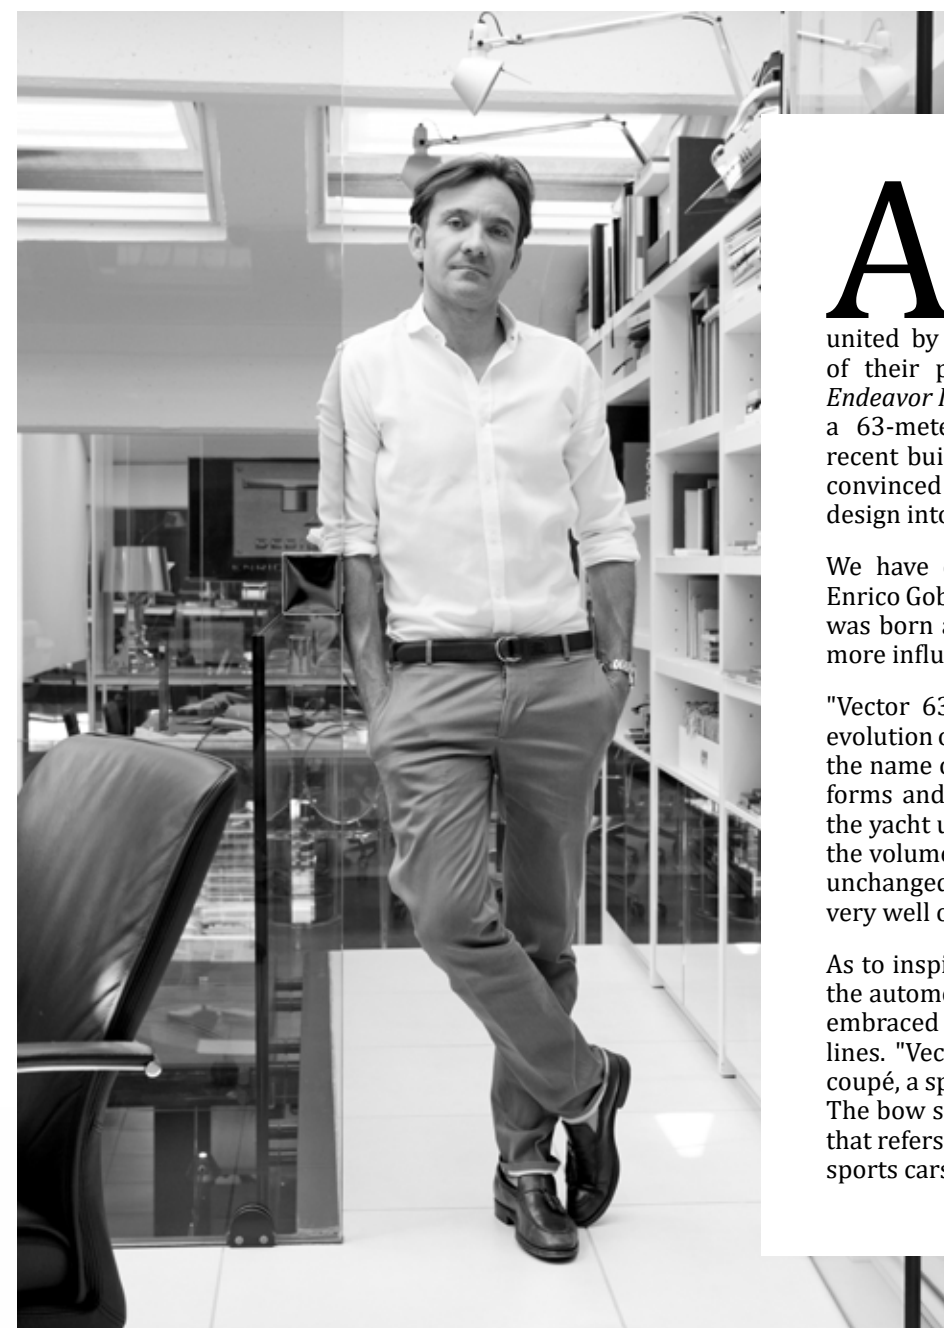 A
united by
of their p
Endeavor I
a 63-mete
recent bui
convinced
design into
We have
Enrico Gob
was born a
more influ
"Vector 63
evolution o
the name o
forms and
the yacht u
the volume
unchanged
very well o
As to inspi
the automo
embraced
lines. "Vec
coupé, a sp
The bow s
that refers
sports cars